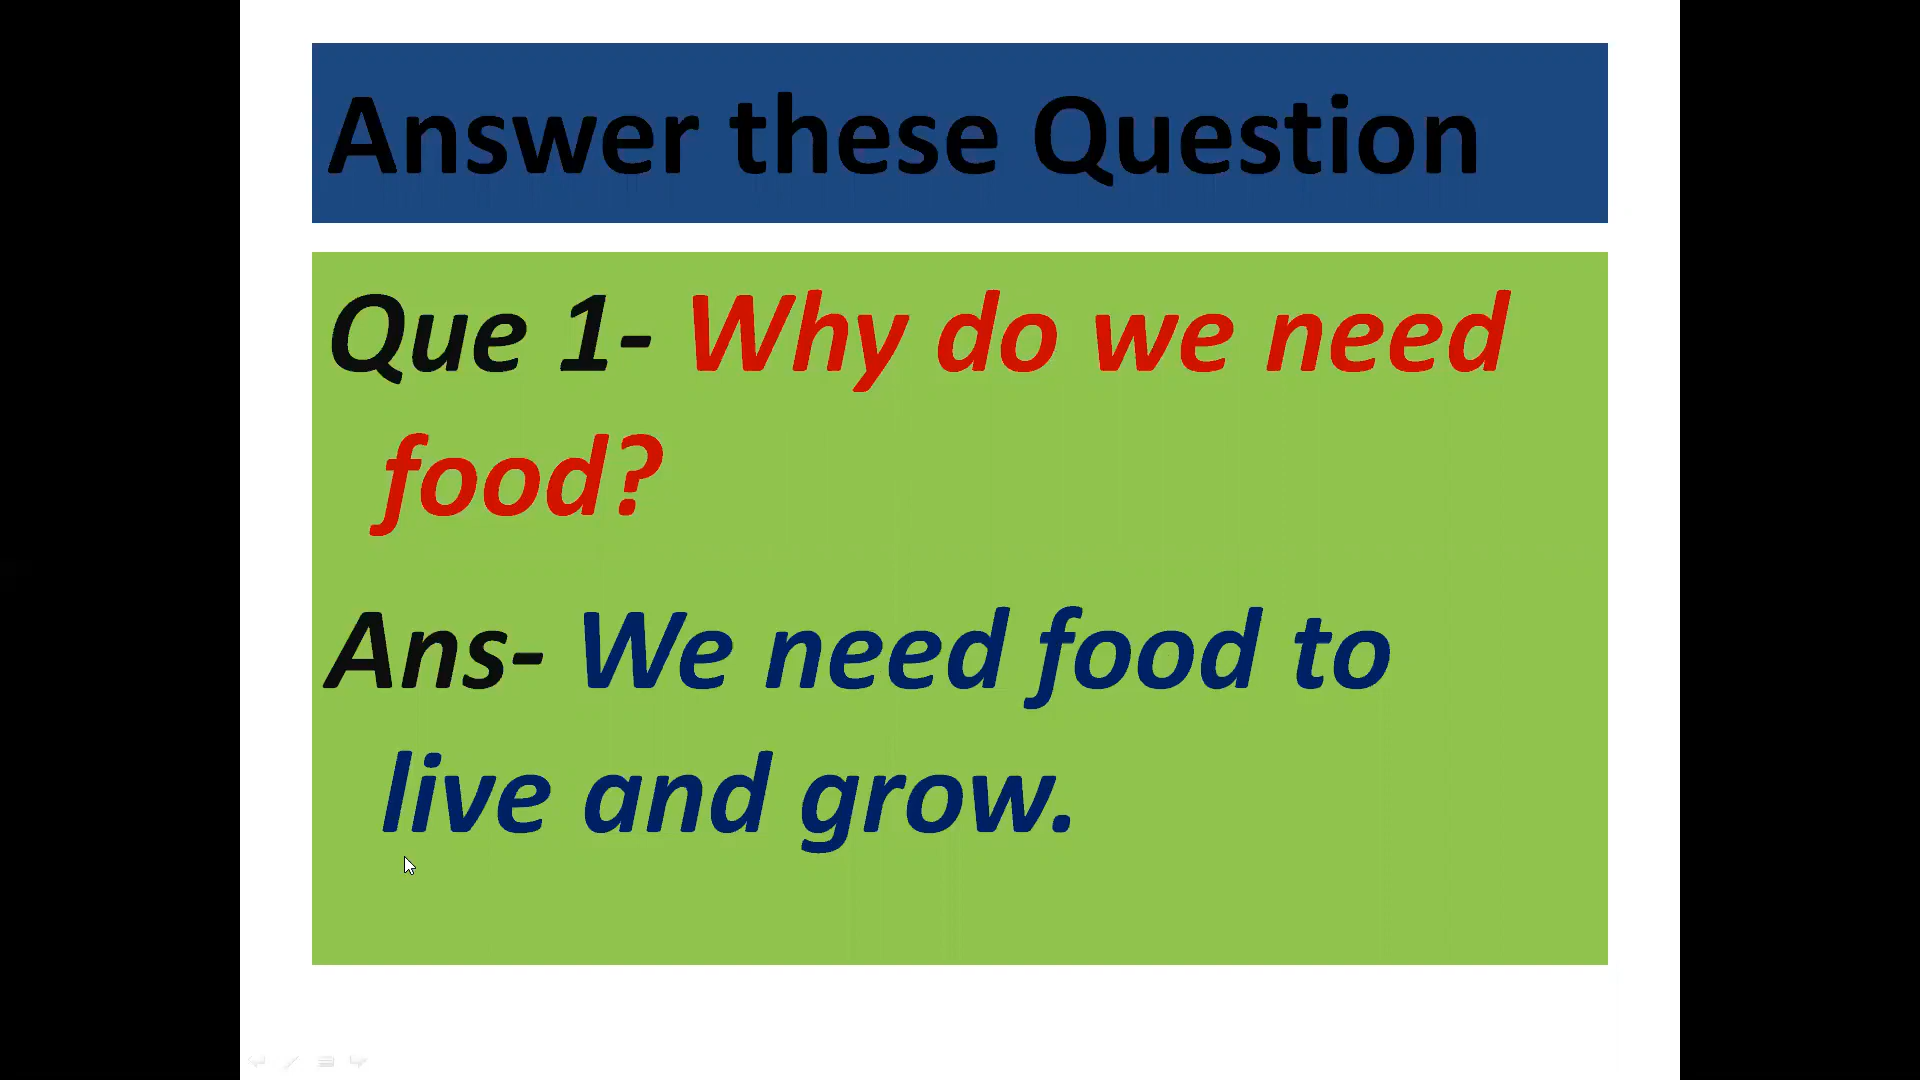 Answer these Question
Que 1- Why do we need
food?
Ans- We need food to
live and grow.